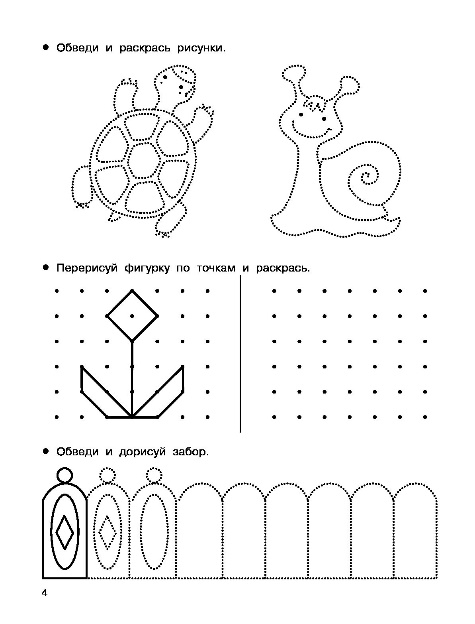 • Обведи и раскрась рисунки.
• Перерисуй фигурку по точкам и раскрась.
• Обведи и дорисуй забор.
4